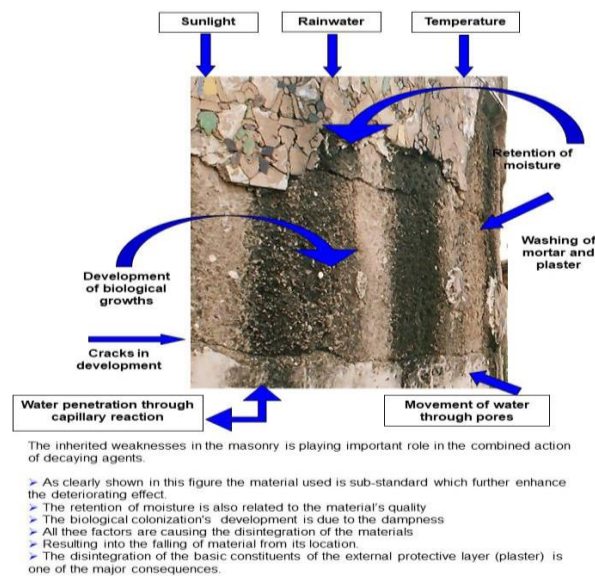 Sunlight
Rainwater
Temperature
Retention of
moisture
Washing of
mortar and
plaster
Development
of biological
growths
Cracks in
development
Water penetration through
capillary reaction
Movement of water
through pores
The inherited weaknesses in the masonry is playing important role in the combined action
of decaying agents.
➤ As clearly shown in this figure the material used is sub-standard which further enhance
the deteriorating effect.
➤ The retention of moisture is also related to the material's quality
➤ The biological colonization's development is due to the dampness
➤ All thee factors are causing the disintegration of the materials
➤ Resulting into the falling of material from its location.
➤ The disintegration of the basic constituents of the external protective layer (plaster) is
one of the major consequences.